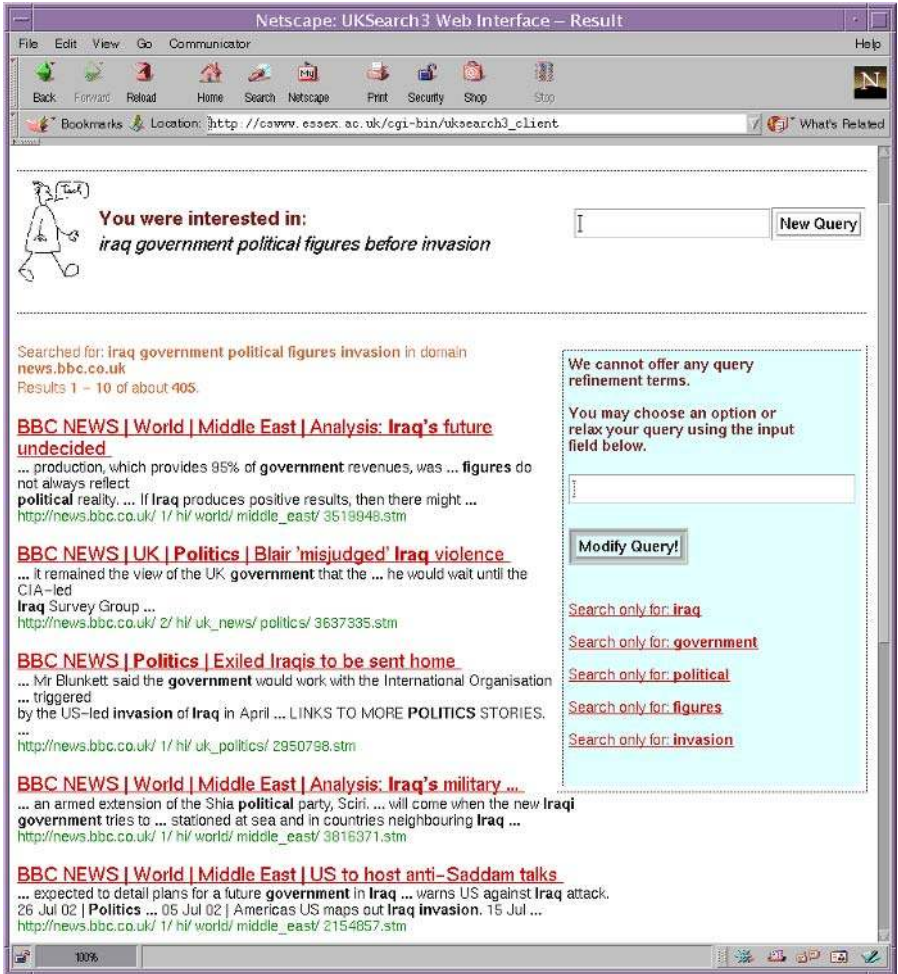 Netscape: UKSearch3 Web Interface – Result
File Edit View Go Communicator Help
Back Forward Reload Home Search Netscape Print Security Shop Stop
My
N
Bookmarks Location: http://cswww.essex.ac.uk/cgi-bin/uksearch3_client What's Related
You were interested in:
iraq government political figures before invasion
New Query
Searched for: iraq government political figures invasion in domain
news.bbc.co.uk
Results 1 – 10 of about 405.
BBC NEWS | World | Middle East | Analysis: Iraq's future
undecided
... production, which provides 95% of government revenues, was ... figures do
not always reflect
political reality. ... If Iraq produces positive results, then there might ...
http://news.bbc.co.uk/ 1/ hi/ world/ middle_east/ 3519948.stm
BBC NEWS | UK | Politics | Blair 'misjudged' Iraq violence
... it remained the view of the UK government that the ... he would wait until the
CIA–led
Iraq Survey Group ...
http://news.bbc.co.uk/ 2/ hi/ uk_news/ politics/ 3637335.stm
BBC NEWS | Politics | Exiled Iraqis to be sent home
... Mr Blunkett said the government would work with the International Organisation
... triggered
by the US–led invasion of Iraq in April ... LINKS TO MORE POLITICS STORIES.
...
http://news.bbc.co.uk/ 1/ hi/ uk_politics/ 2950798.stm
BBC NEWS | World | Middle East | Analysis: Iraq's military ...
... an armed extension of the Shia political party, Sciri. ... will come when the new Iraqi
government tries to ... stationed at sea and in countries neighbouring Iraq ...
http://news.bbc.co.uk/ 1/ hi/ world/ middle_east/ 3816371.stm
BBC NEWS | World | Middle East | US to host anti–Saddam talks
... expected to detail plans for a future government in Iraq ... warns US against Iraq attack.
26 Jul 02 | Politics ... 05 Jul 02 | Americas US maps out Iraq invasion. 15 Jul ...
http://news.bbc.co.uk/ 1/ hi/ world/ middle_east/ 2154857.stm
We cannot offer any query
refinement terms.
You may choose an option or
relax your query using the input
field below.
Modify Query!
Search only for: iraq
Search only for: government
Search only for: political
Search only for: figures
Search only for: invasion
100%